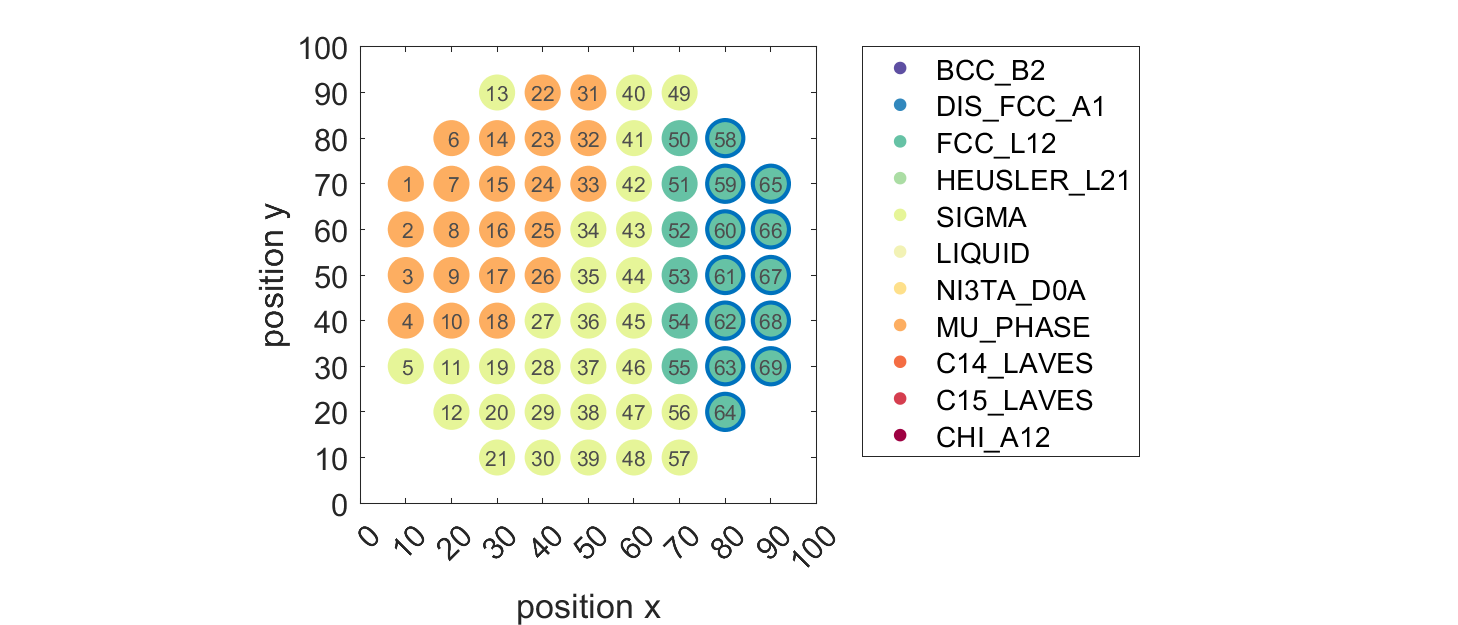 100
90
80
70
60
50
40
30
20
10
0
position y
13 22 31 40 49
6 14 23 32 41 50 58
1 7 15 24 33 42 51 59 65
2 8 16 25 34 43 52 60 66
3 9 17 26 35 44 53 61 67
4 10 18 27 36 45 54 62 68
5 11 19 28 37 46 55 63 69
12 20 29 38 47 56 64
21 30 39 48 57
0 10 20 30 40 50 60 70 80 90 100
position x
BCC_B2
DIS_FCC_A1
FCC_L12
HEUSLER_L21
SIGMA
LIQUID
NI3TA_D0A
MU_PHASE
C14_LAVES
C15_LAVES
CHI_A12